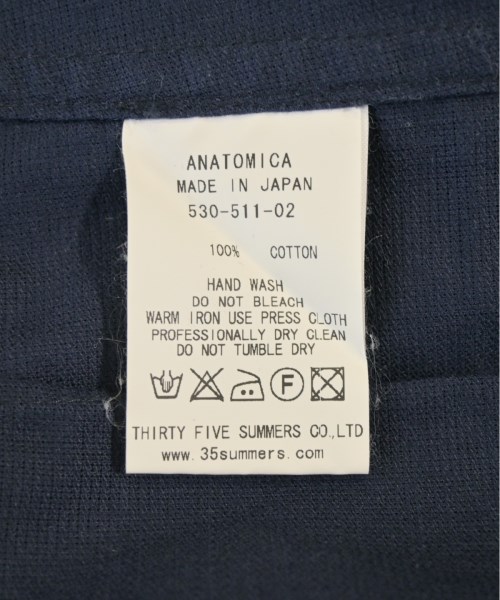 ANATOMICA
MADE IN JAPAN
530-511-02
100% COTTON
HAND WASH
DO NOT BLEACH
WARM IRON USE PRESS CLOTH
PROFESSIONALLY DRY CLEAN
DO NOT TUMBLE DRY
F
THIRTY FIVE SUMMERS CO.,LTD
www.35summers.com